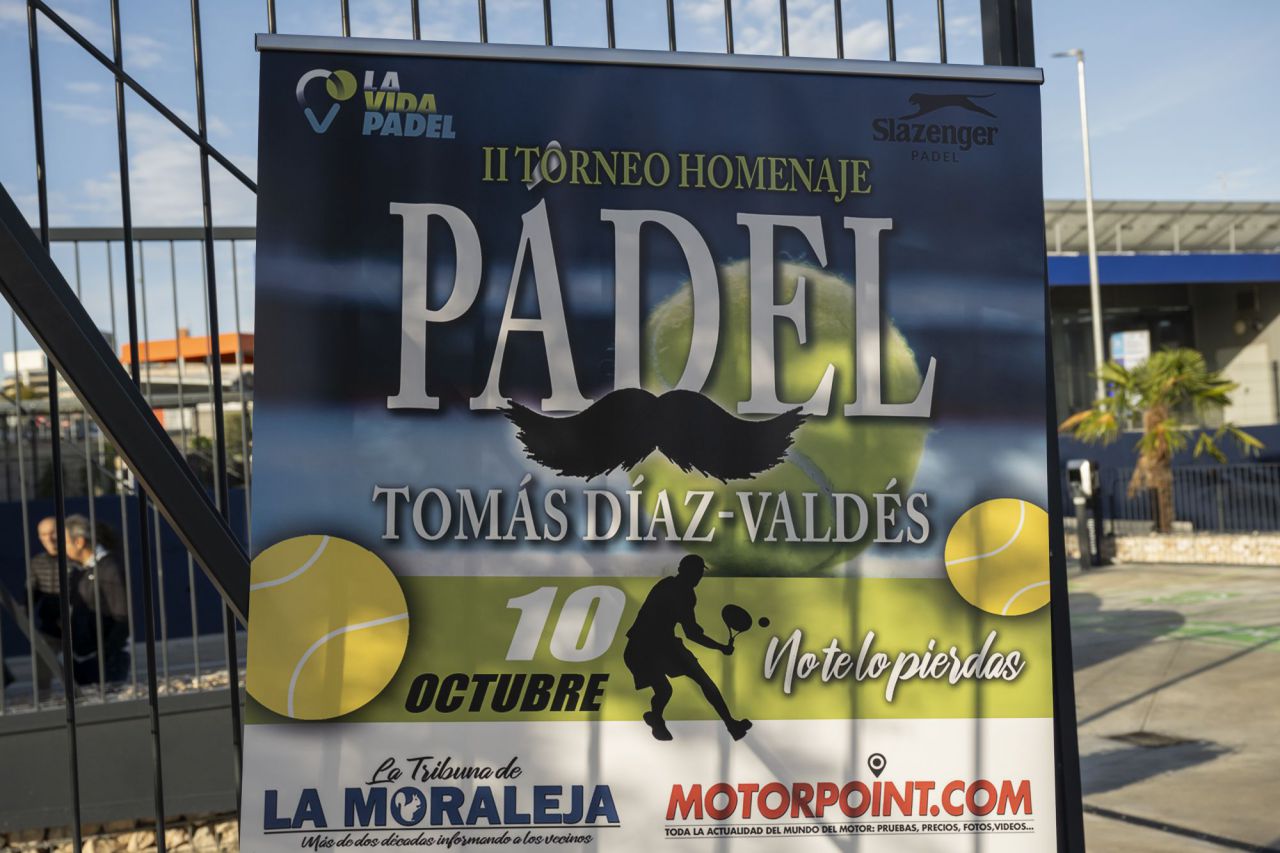 LA
VIDA
PADEL
Slazenger
PADEL
II TORNEO HOMENAJE
PÁDEL
TOMÁS DÍAZ-VALDÉS
10
OCTUBRE
No te lo pierdas
La Tribuna de
LA MORALEJA
Más de dos décadas informando a los vecinos
MOTORPOINT.COM
TODA LA ACTUALIDAD DEL MUNDO DEL MOTOR: PRUEBAS, PRECIOS, FOTOS, VIDEOS...